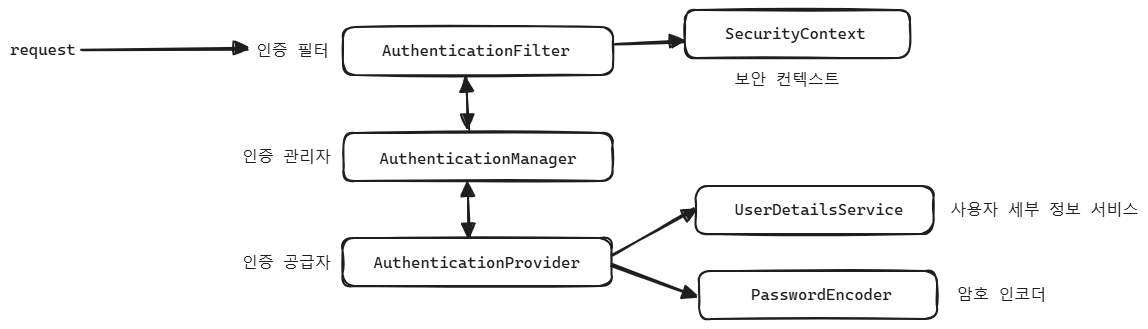 request
인증 필터
AuthenticationFilter
SecurityContext
보안 컨텍스트
인증 관리자
AuthenticationManager
UserDetailsService
사용자 세부 정보 서비스
인증 공급자
AuthenticationProvider
PasswordEncoder
암호 인코더